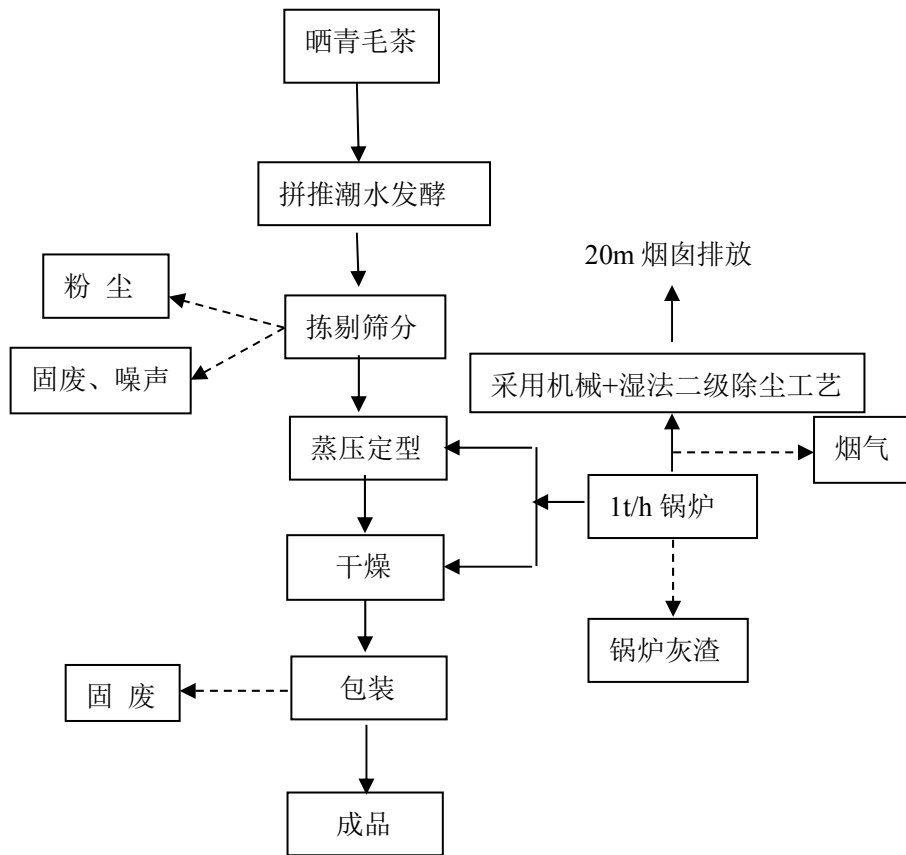 晒青毛茶
拼推潮水发酵
20m 烟囱排放
粉 尘
拣剔筛分
固废、噪声
采用机械+湿法二级除尘工艺
蒸压定型
烟气
1t/h 锅炉
干燥
锅炉灰渣
包装
固 废
成品